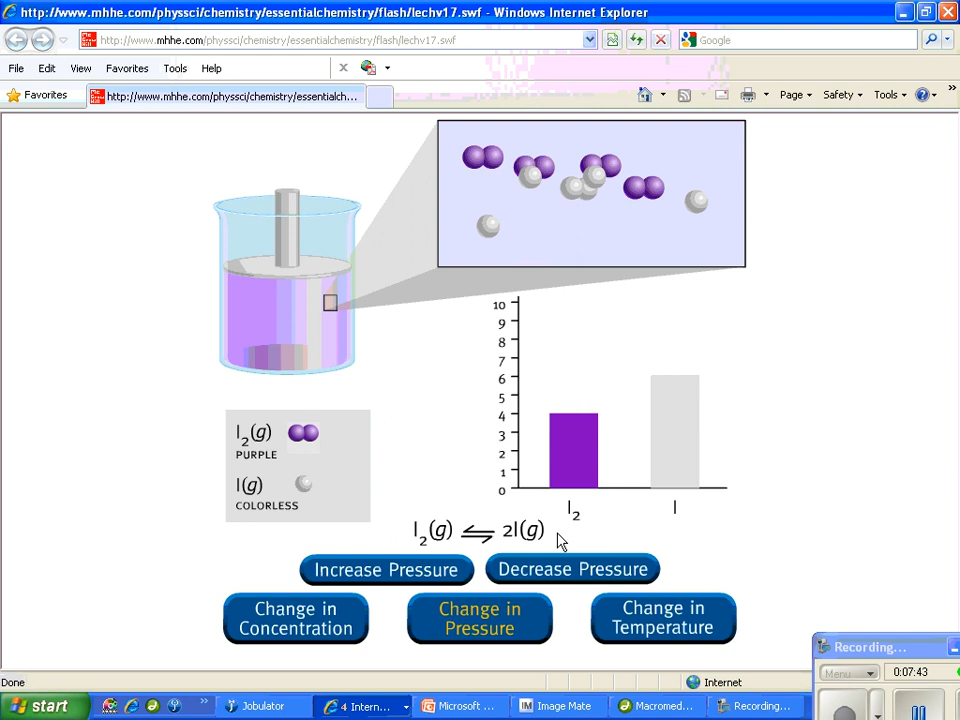 http://www.mhhe.com/physsci/chemistry/essentialchemistry/flash/lechv17.swf - Windows Internet Explorer
http://www.mhhe.com/physsci/chemistry/essentialchemistry/flash/lechv17.swf
Google
File Edit View Favorites Tools Help
Favorites
http://www.mhhe.com/physsci/chemistry/essentialch...
Page Safety Tools
10
9
8
7
6
5
4
3
2
1
0
I2 I
I2(g)
PURPLE
I(g)
COLORLESS
I2(g) ⇌ 2I(g)
Increase Pressure
Decrease Pressure
Change in Concentration
Change in Pressure
Change in Temperature
Recording...
Menu
0:07:43
Done
Internet
start
Jobulator
4 Intern...
Microsoft ...
Image Mate
Macromed...
Recording...